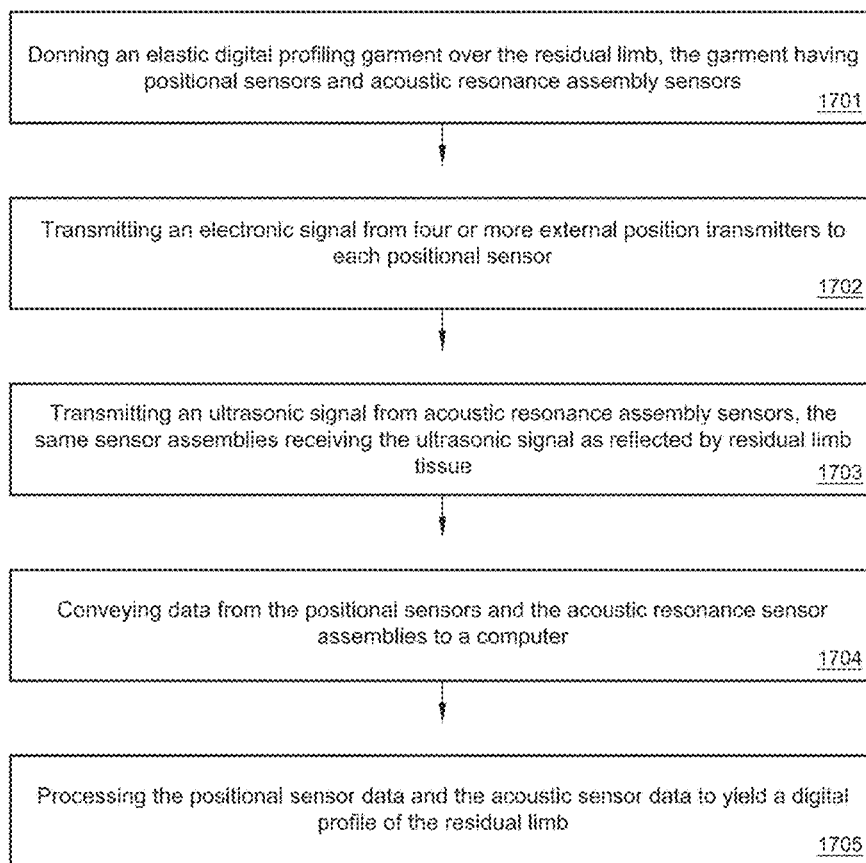 Donning an elastic digital profiling garment over the residual limb, the garment having
positional sensors and acoustic resonance assembly sensors
1701
Transmitting an electronic signal from four or more external position transmitters to
each positional sensor
1702
Transmitting an ultrasonic signal from acoustic resonance assembly sensors, the
same sensor assemblies receiving the ultrasonic signal as reflected by residual limb
tissue
1703
Conveying data from the positional sensors and the acoustic resonance sensor
assemblies to a computer
1704
Processing the positional sensor data and the acoustic sensor data to yield a digital
profile of the residual limb
1705